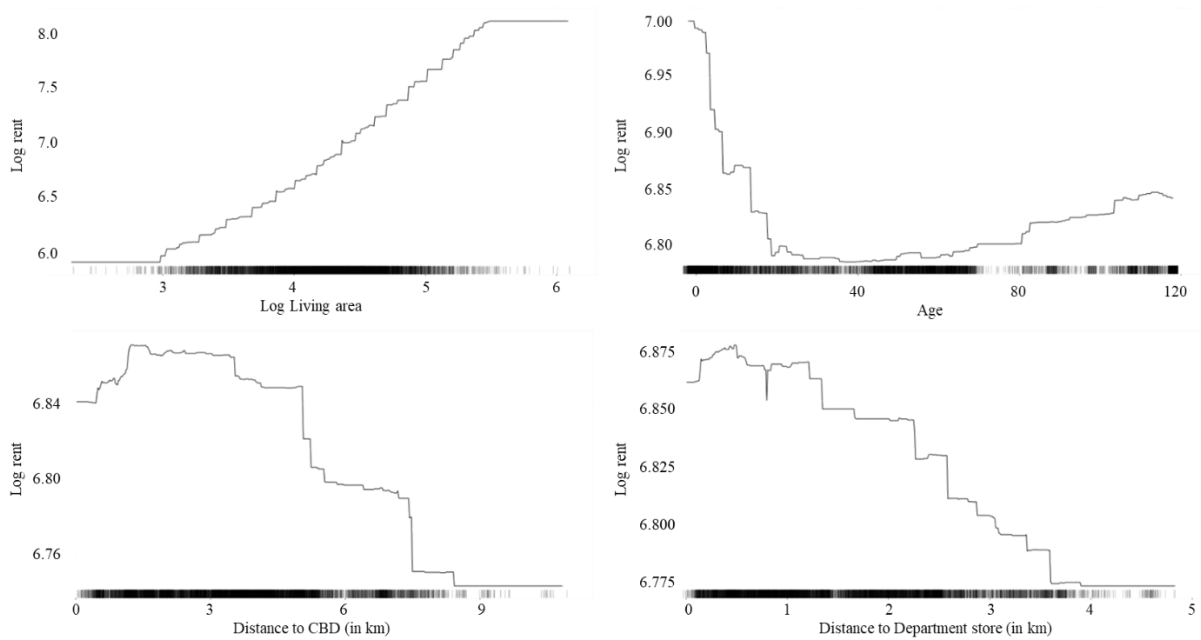 Log rent
8.0
7.5
7.0
6.5
6.0
3 4 5 6
Log Living area
Log rent
7.00
6.95
6.90
6.85
6.80
0 40 80 120
Age
Log rent
6.84
6.80
6.76
0 3 6 9
Distance to CBD (in km)
Log rent
6.875
6.850
6.825
6.800
6.775
0 1 2 3 4 5
Distance to Department store (in km)